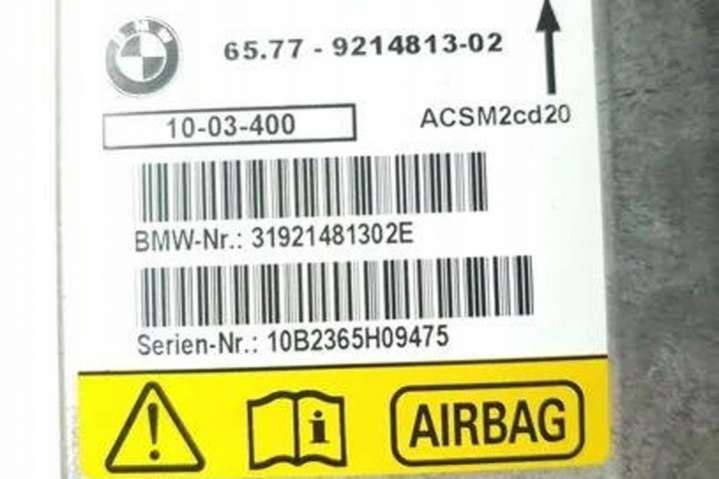 65.77 - 9214813-02
10-03-400
ACSM2cd20
BMW-Nr.: 31921481302E
Serien-Nr.: 10B2365H09475
AIRBAG